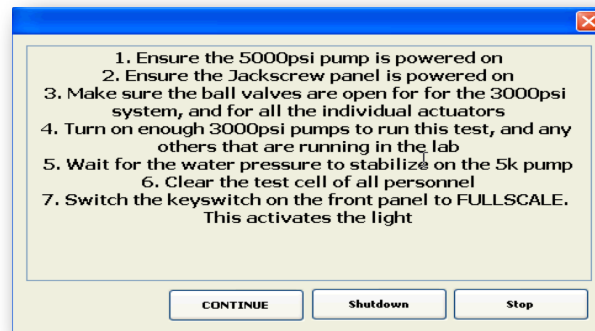 1. Ensure the 5000psi pump is powered on
2. Ensure the Jackscrew panel is powered on
3. Make sure the ball valves are open for for the 3000psi
system, and for all the individual actuators
4. Turn on enough 3000psi pumps to run this test, and any
others that are running in the lab
5. Wait for the water pressure to stabilize on the 5k pump
6. Clear the test cell of all personnel
7. Switch the keyswitch on the front panel to FULLSCALE.
This activates the light
CONTINUE
Shutdown
Stop